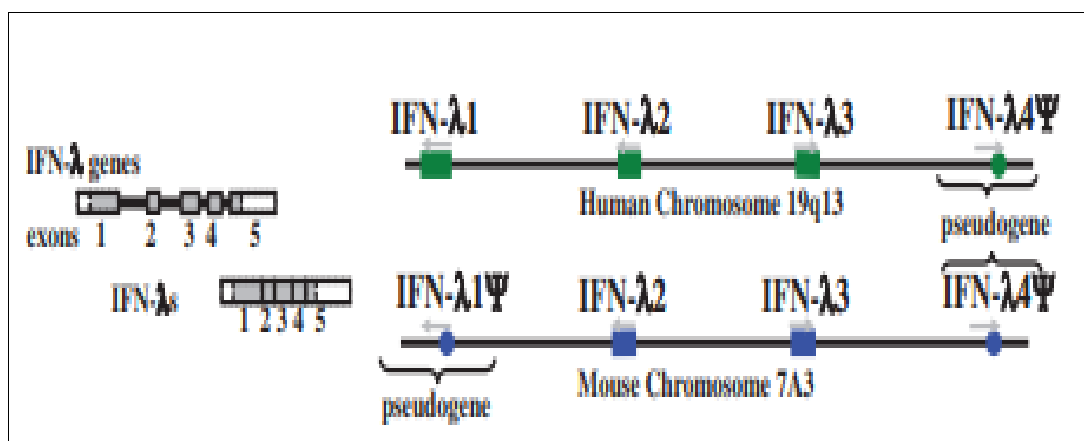 IFN-λ1 IFN-λ2 IFN-λ3 IFN-λ4Ψ
IFN-λ genes
exons 1 2 3 4 5
Human Chromosome 19q13
pseudogene
IFN-λs
1 2 3 4 5
IFN-λ1Ψ IFN-λ2 IFN-λ3 IFN-λ4Ψ
Mouse Chromosome 7A3
pseudogene